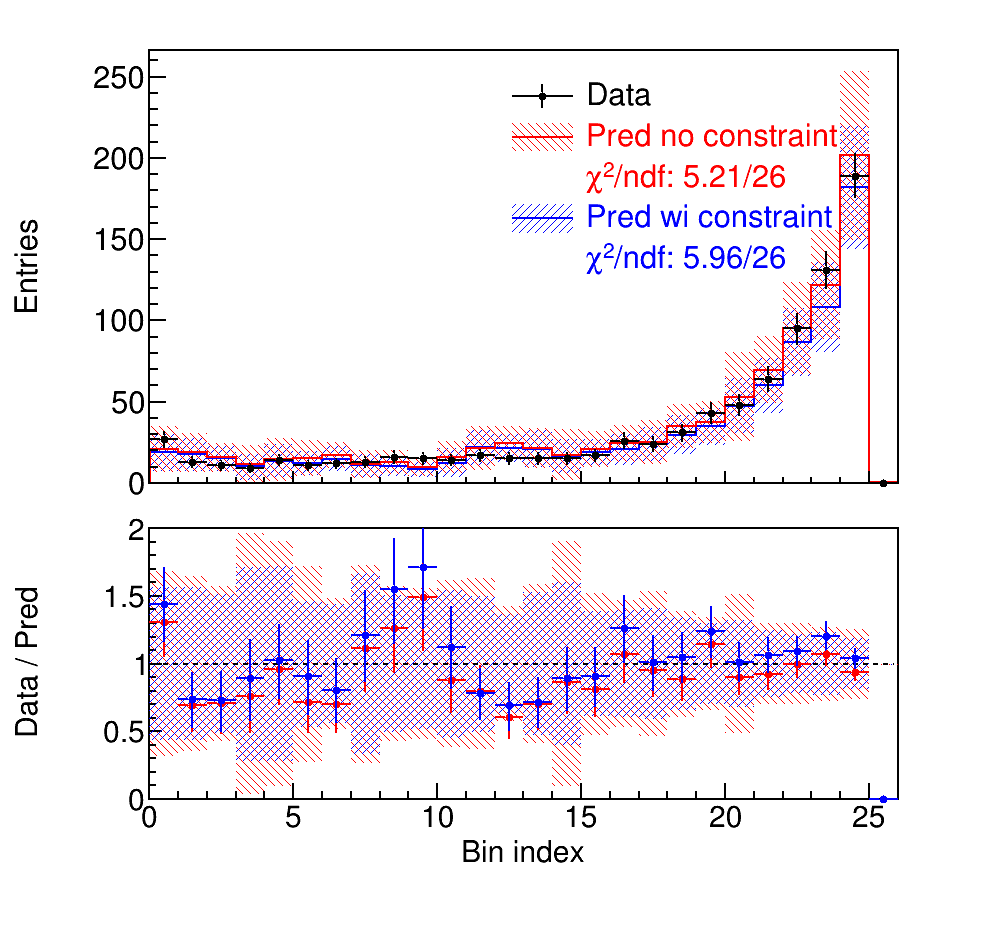 Entries
250
200
150
100
50
0
Data
Pred no constraint
χ²/ndf: 5.21/26
Pred wi constraint
χ²/ndf: 5.96/26
Data / Pred
2
1.5
1
0.5
0
0 5 10 15 20 25
Bin index